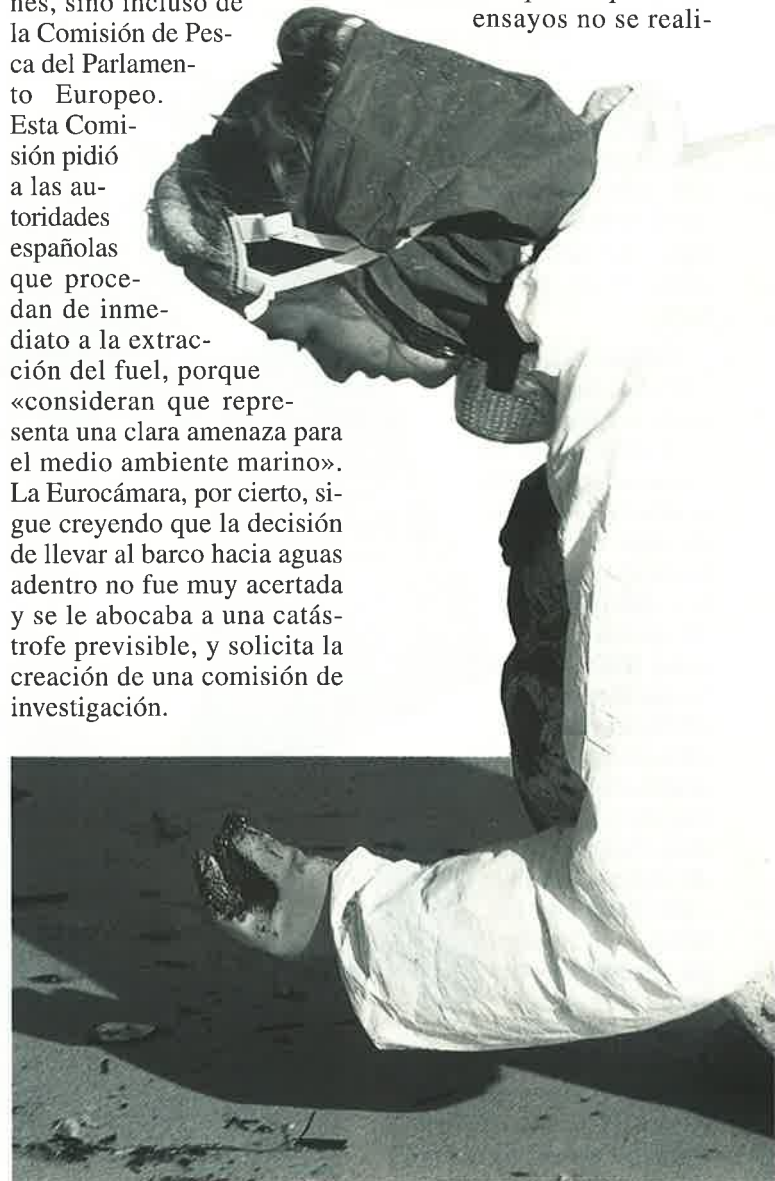 nes, sino incluso de
la Comisión de Pes-
ca del Parlamen-
to Europeo.
Esta Comi-
sión pidió
a las au-
toridades
españolas
que proce-
dan de inme-
diato a la extrac-
ción del fuel, porque
«consideran que repre-
senta una clara amenaza para
el medio ambiente marino».
La Eurocámara, por cierto, si-
gue creyendo que la decisión
de llevar al barco hacia aguas
adentro no fue muy acertada
y se le abocaba a una catás-
trofe previsible, y solicita la
creación de una comisión de
investigación.
ensayos no se reali-